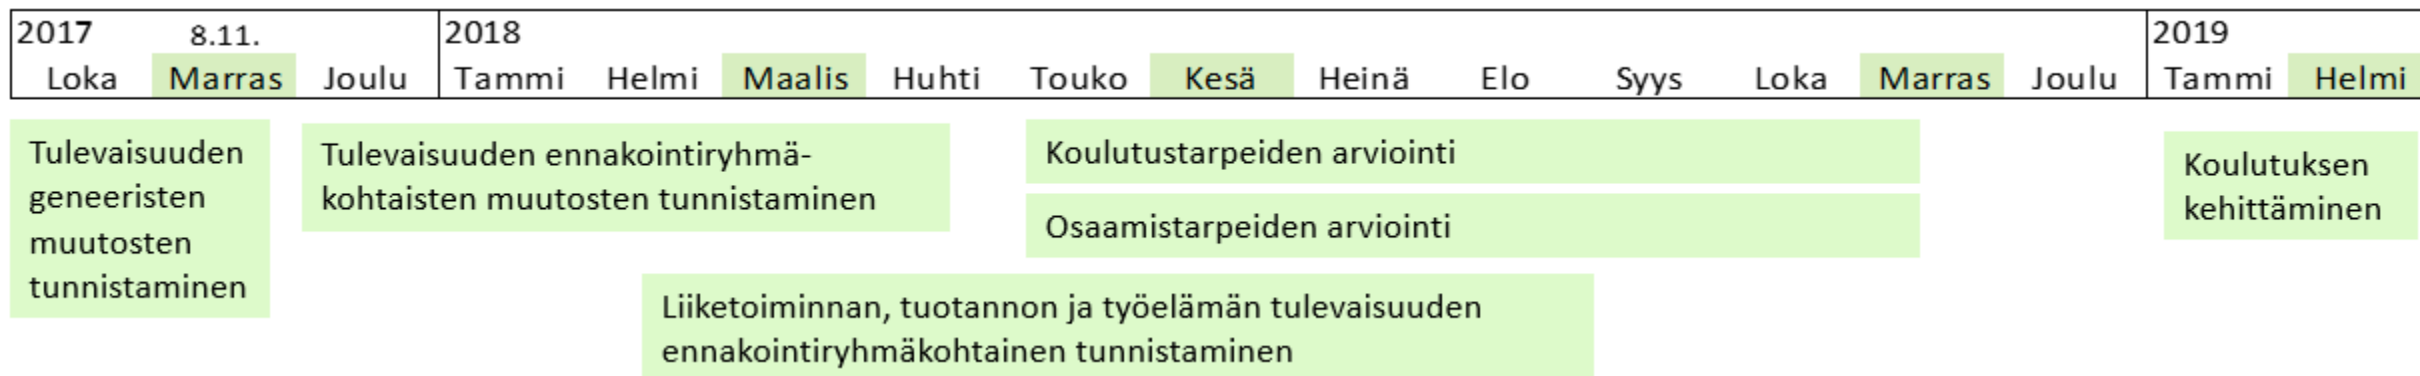 2017 8.11. 2018 2019
Loka Marras Joulu Tammi Helmi Maalis Huhti Touko Kesä Heinä Elo Syys Loka Marras Joulu Tammi Helmi
Tulevaisuuden
geneeristen
muutosten
tunnistaminen
Tulevaisuuden ennakointiryhmä-
kohtaisten muutosten tunnistaminen
Koulutustarpeiden arviointi
Osaamistarpeiden arviointi
Liiketoiminnan, tuotannon ja työelämän tulevaisuuden
ennakointiryhmäkohtainen tunnistaminen
Koulutuksen
kehittäminen